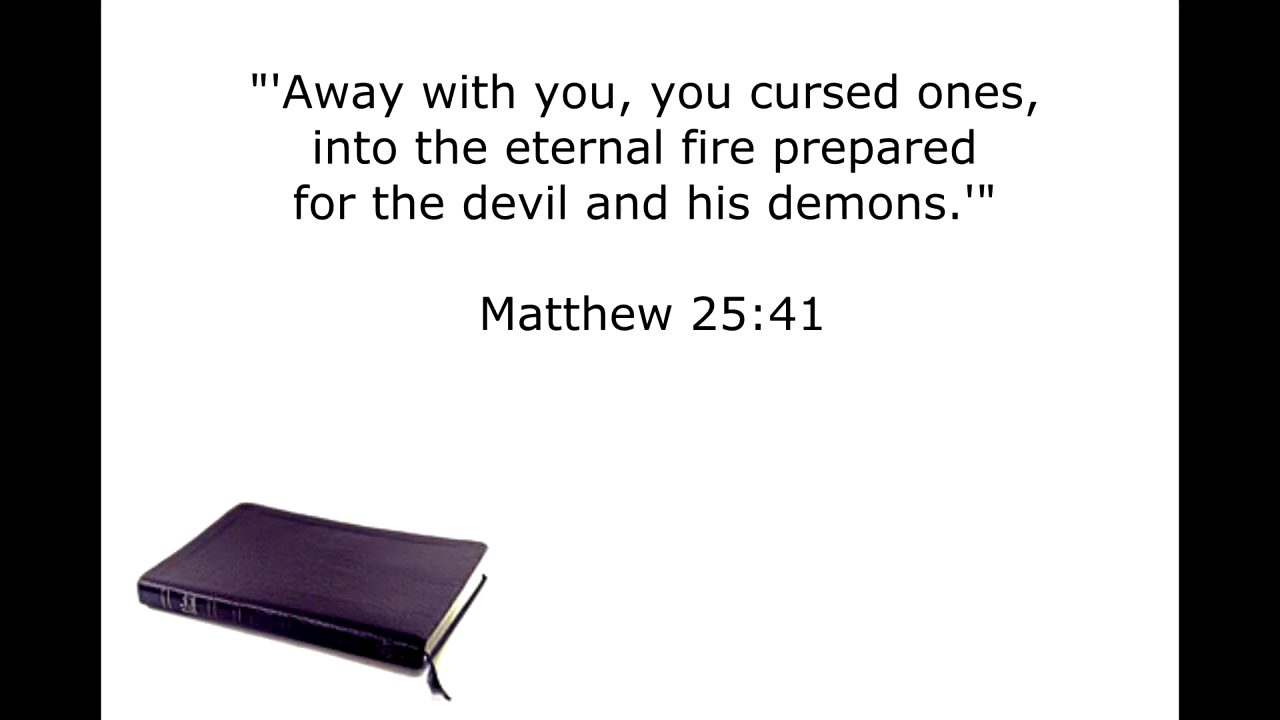 "'Away with you, you cursed ones,
into the eternal fire prepared
for the devil and his demons.'"
Matthew 25:41